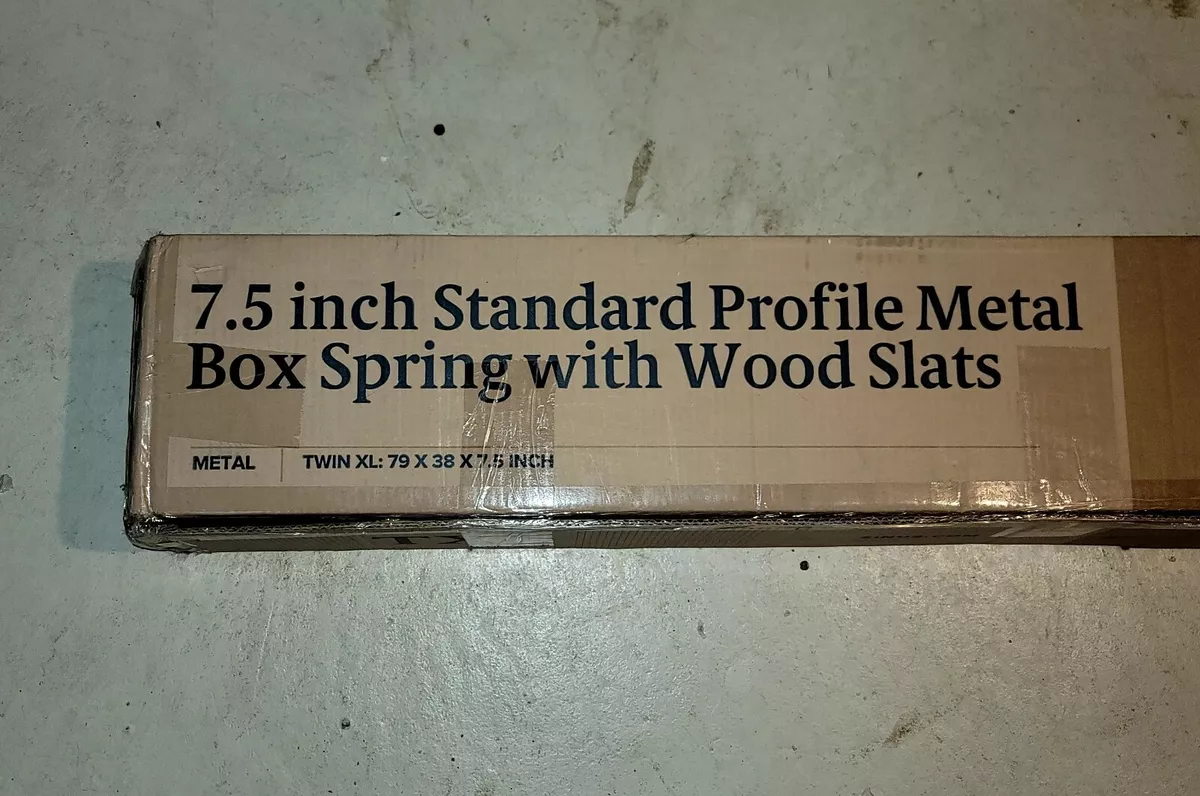 7.5 inch Standard Profile Metal
Box Spring with Wood Slats
METAL
TWIN XL: 79 X 38 X 7.5 INCH